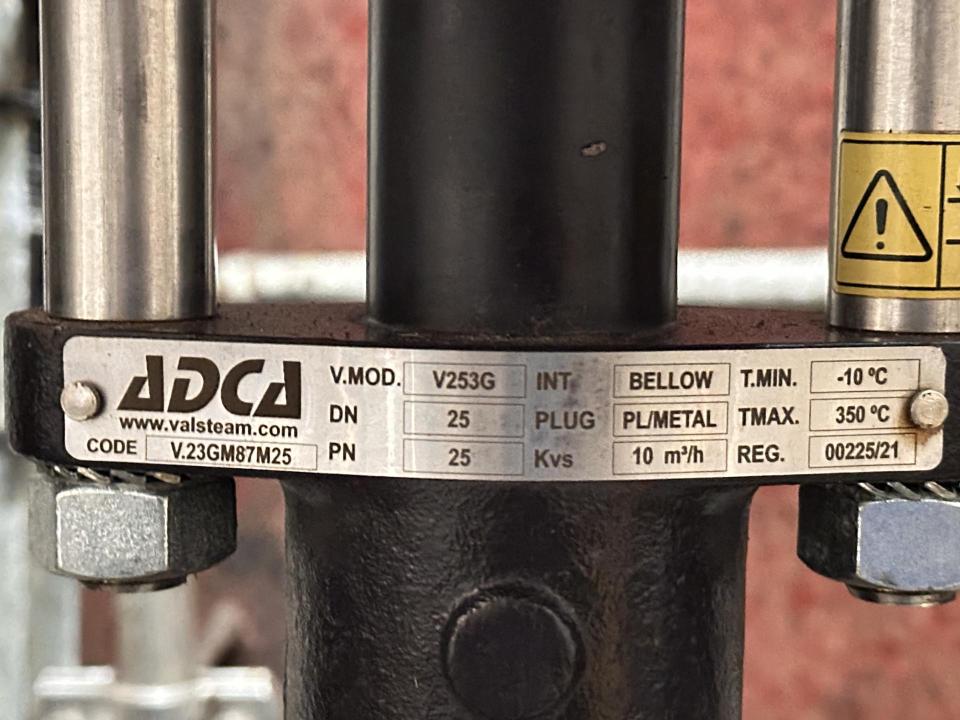 ADCA
www.valsteam.com
CODE V.23GM87M25
V.MOD. V253G INT. BELLOW T.MIN. -10 ºC
DN 25 PLUG PL/METAL TMAX. 350 ºC
PN 25 Kvs 10 m³/h REG. 00225/21